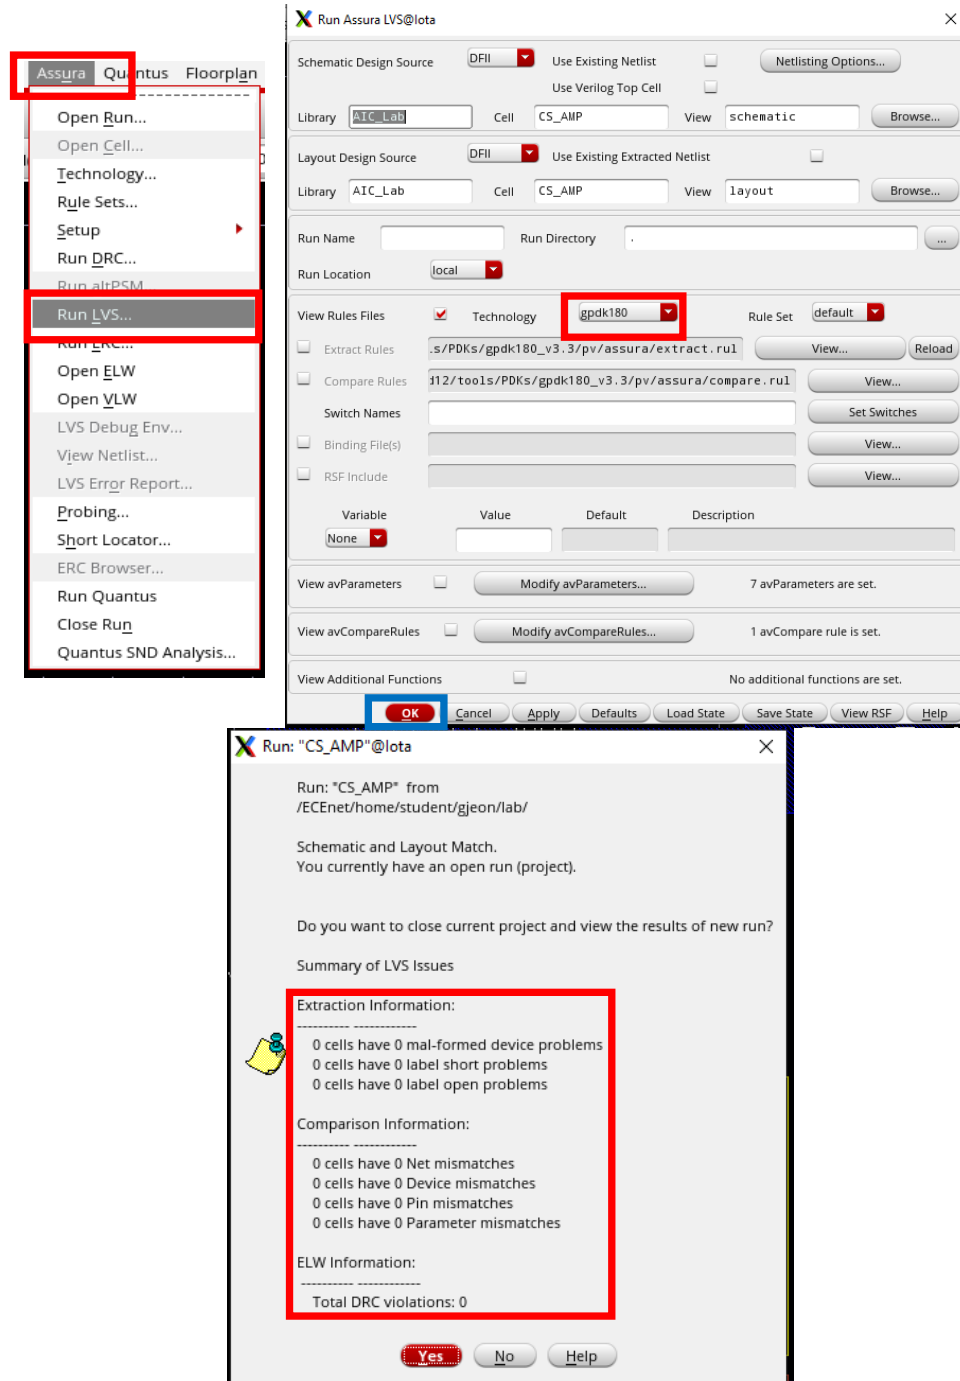 Assura Quantus Floorplan
Open Run...
Open Cell...
Technology...
Rule Sets...
Setup
Run DRC...
Run altPSM...
Run LVS...
Run ERC...
Open ELW
Open VLW
LVS Debug Env...
View Netlist...
LVS Error Report...
Probing...
Short Locator...
ERC Browser...
Run Quantus
Close Run
Quantus SND Analysis...
Run Assura LVS@lota
Schematic Design Source DFII Use Existing Netlist Netlisting Options...
Use Verilog Top Cell
Library AIC_Lab Cell CS_AMP View schematic Browse...
Layout Design Source DFII Use Existing Extracted Netlist
Library AIC_Lab Cell CS_AMP View layout Browse...
Run Name Run Directory . ...
Run Location local
View Rules Files Technology gpdk180 Rule Set default
Extract Rules .s/PDKs/gpdk180_v3.3/pv/assura/extract.rul View... Reload
Compare Rules d12/tools/PDKs/gpdk180_v3.3/pv/assura/compare.rul View...
Switch Names Set Switches
Binding File(s) View...
RSF Include View...
Variable Value Default Description
None
View avParameters Modify avParameters... 7 avParameters are set.
View avCompareRules Modify avCompareRules... 1 avCompare rule is set.
View Additional Functions No additional functions are set.
OK Cancel Apply Defaults Load State Save State View RSF Help
Run: "CS_AMP"@lota
Run: "CS_AMP" from
/ECEnet/home/student/gjeon/lab/
Schematic and Layout Match.
You currently have an open run (project).
Do you want to close current project and view the results of new run?
Summary of LVS Issues
Extraction Information:
---------- ------------
0 cells have 0 mal-formed device problems
0 cells have 0 label short problems
0 cells have 0 label open problems
Comparison Information:
---------- ------------
0 cells have 0 Net mismatches
0 cells have 0 Device mismatches
0 cells have 0 Pin mismatches
0 cells have 0 Parameter mismatches
ELW Information:
---------- ------------
Total DRC violations: 0
Yes No Help